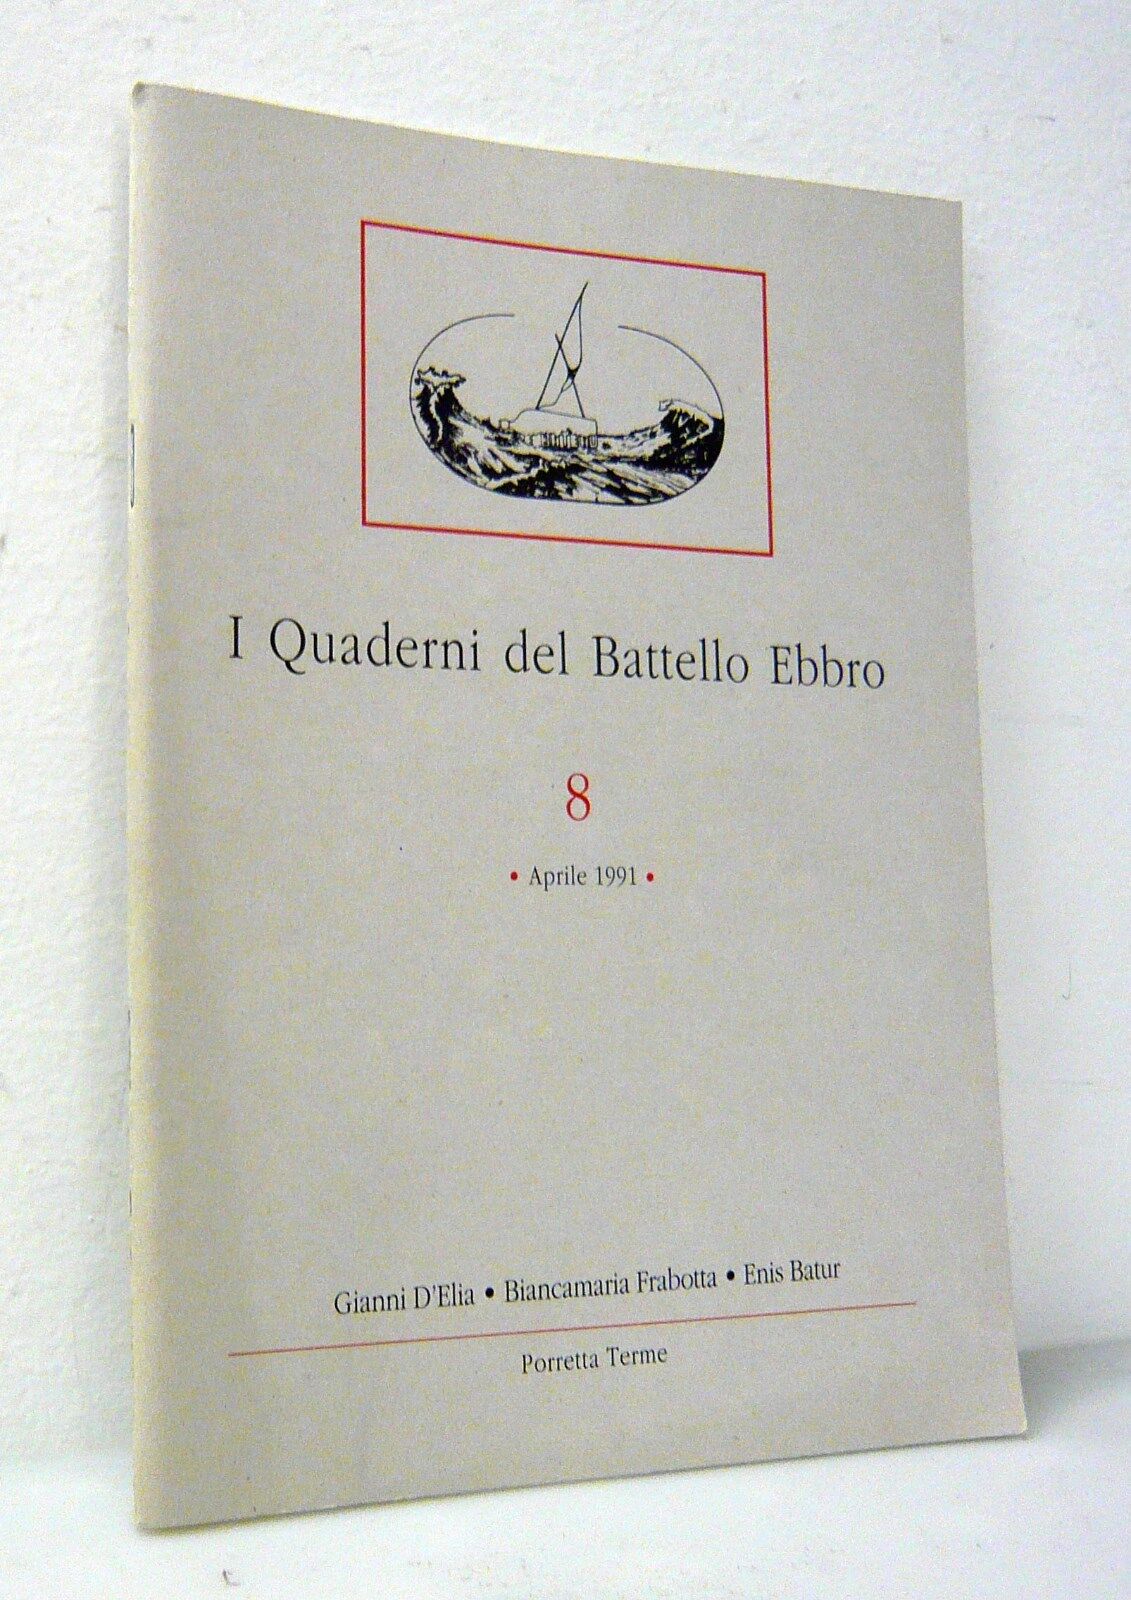 I Quaderni del Battello Ebbro
8
• Aprile 1991 •
Gianni D'Elia • Biancamaria Frabotta • Enis Batur
Porretta Terme